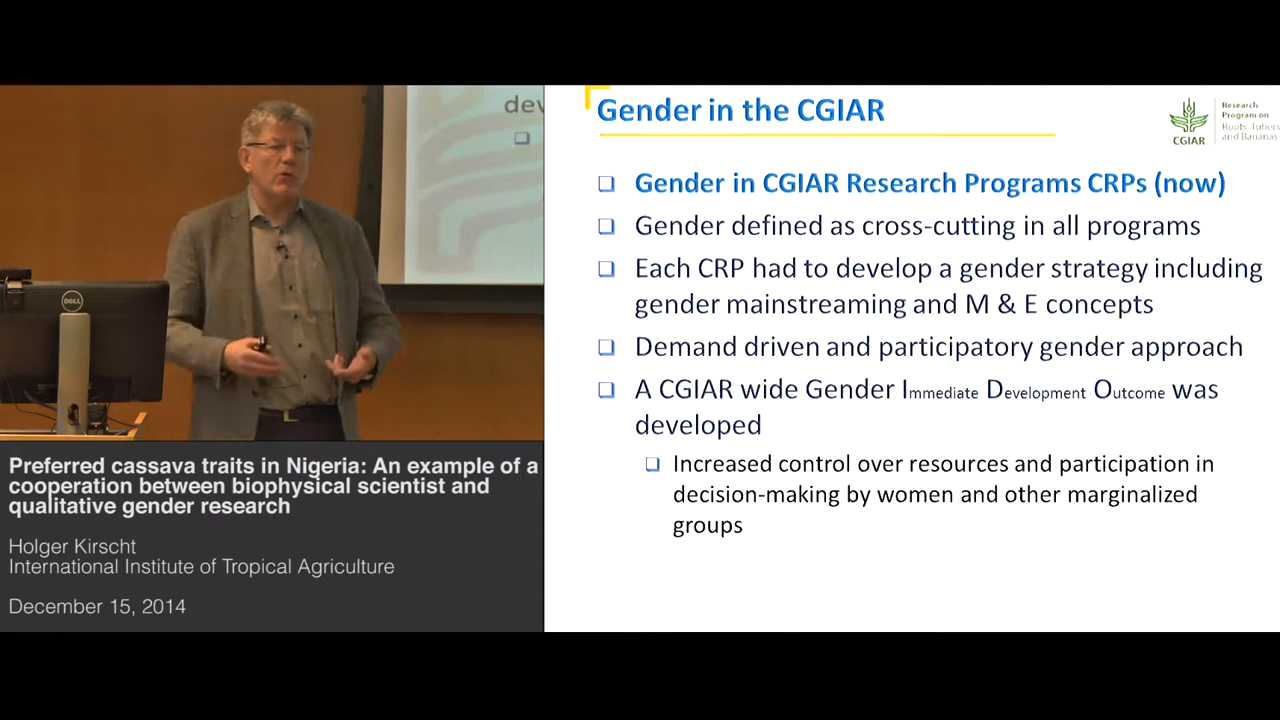 dev
DELL
Preferred cassava traits in Nigeria: An example of a
cooperation between biophysical scientist and
qualitative gender research
Holger Kirscht
International Institute of Tropical Agriculture
December 15, 2014
Gender in the CGIAR
CGIAR
Research
Program on
Roots, Tubers
and Bananas
Gender in CGIAR Research Programs CRPs (now)
Gender defined as cross-cutting in all programs
Each CRP had to develop a gender strategy including
gender mainstreaming and M & E concepts
Demand driven and participatory gender approach
A CGIAR wide Gender Immediate Development Outcome was
developed
Increased control over resources and participation in
decision-making by women and other marginalized
groups